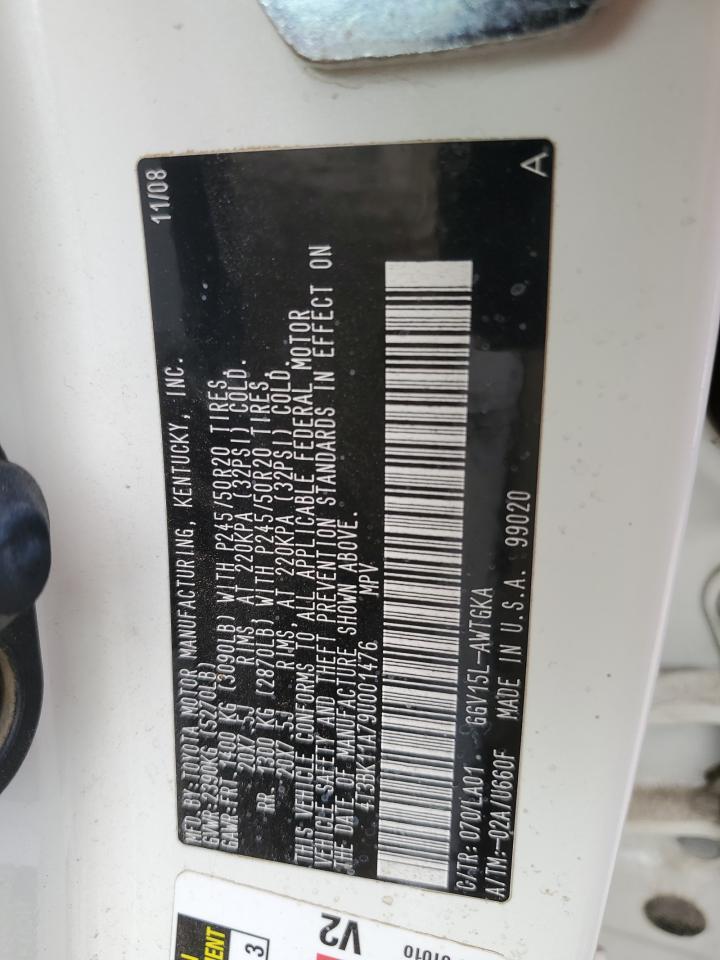 MFD. BY: TOYOTA MOTOR MANUFACTURING, KENTUCKY, INC. 11/08
GVWR 2390KG (5270LB)
GAWR:FRT 1400 KG (3090LB) WITH P245/50R20 TIRES
20X7.5J RIMS, AT 220KPA (32PSI) COLD.
RR. 1300 KG (2870LB) WITH P245/50R20 TIRES
20X7.5J RIMS, AT 220KPA (32PSI) COLD.
THIS VEHICLE CONFORMS TO ALL APPLICABLE FEDERAL MOTOR
VEHICLE SAFETY AND THEFT PREVENTION STANDARDS IN EFFECT ON
THE DATE OF MANUFACTURE SHOWN ABOVE.
4T3BK11A79U001476 MPV
C/TR: 070/LA01 GGV15L-AWTGKA
A/TM:-02A/U660F MADE IN U.S.A. 99020 A
MENT
3
V2